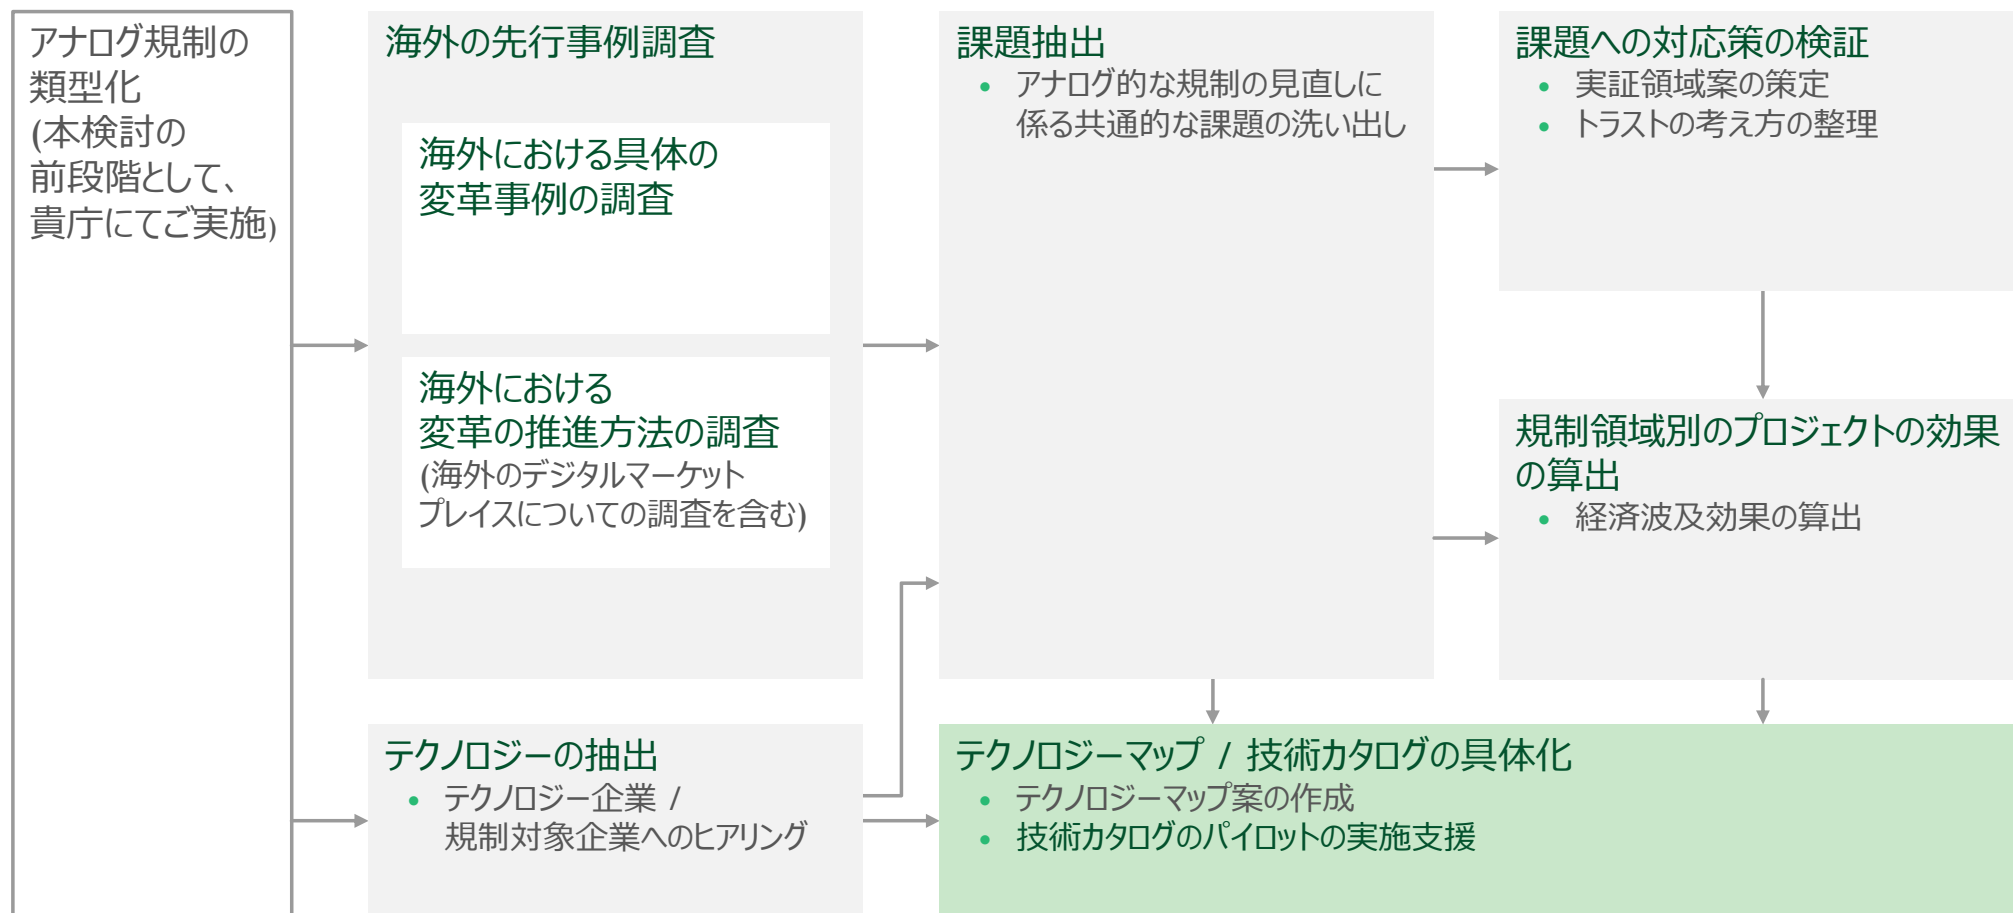 アナログ規制の
類型化
(本検討の
前段階として、
貴庁にてご実施)
海外の先行事例調査
海外における具体の
変革事例の調査
海外における
変革の推進方法の調査
(海外のデジタルマーケット
プレイスについての調査を含む)
テクノロジーの抽出
• テクノロジー企業 /
規制対象企業へのヒアリング
課題抽出
• アナログ的な規制の見直しに
係る共通的な課題の洗い出し
課題への対応策の検証
• 実証領域案の策定
• トラストの考え方の整理
規制領域別のプロジェクトの効果
の算出
• 経済波及効果の算出
テクノロジーマップ / 技術カタログの具体化
• テクノロジーマップ案の作成
• 技術カタログのパイロットの実施支援